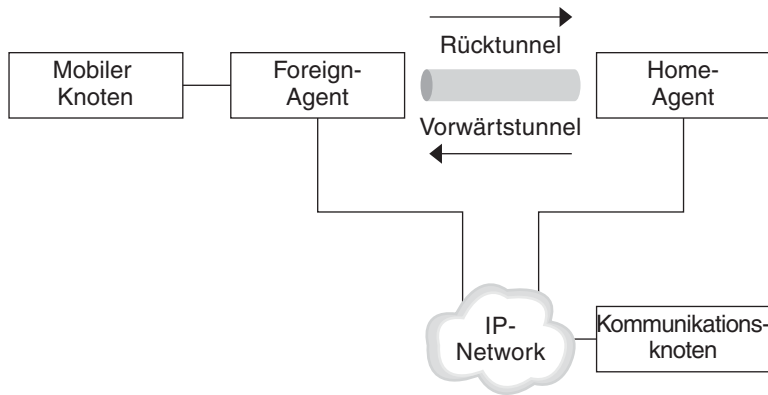 Rücktunnel
Mobiler
Knoten
Foreign-
Agent
Home-
Agent
Vorwärtstunnel
IP-
Network
Kommunikations-
knoten